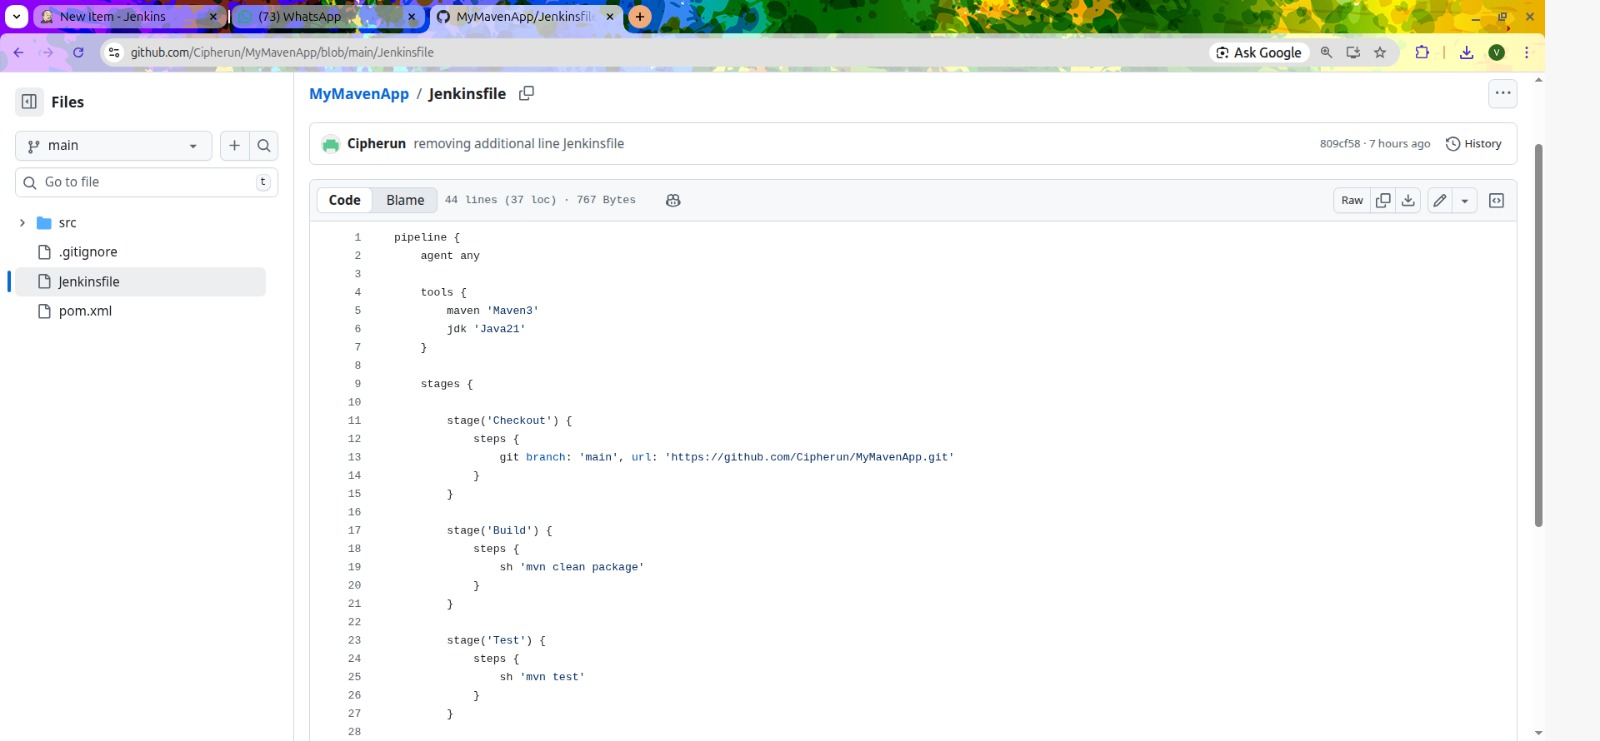 New Item - Jenkins
(73) WhatsApp
MyMavenApp/Jenkinsfile
github.com/Cipherun/MyMavenApp/blob/main/Jenkinsfile
Ask Google
V
Files
MyMavenApp / Jenkinsfile
main
Cipherun removing additional line Jenkinsfile
809cf58 · 7 hours ago
History
Go to file
t
Code
Blame
44 lines (37 loc) · 767 Bytes
Raw
src
.gitignore
Jenkinsfile
pom.xml
1 pipeline {
2 agent any
3
4 tools {
5 maven 'Maven3'
6 jdk 'Java21'
7 }
8
9 stages {
10
11 stage('Checkout') {
12 steps {
13 git branch: 'main', url: 'https://github.com/Cipherun/MyMavenApp.git'
14 }
15 }
16
17 stage('Build') {
18 steps {
19 sh 'mvn clean package'
20 }
21 }
22
23 stage('Test') {
24 steps {
25 sh 'mvn test'
26 }
27 }
28